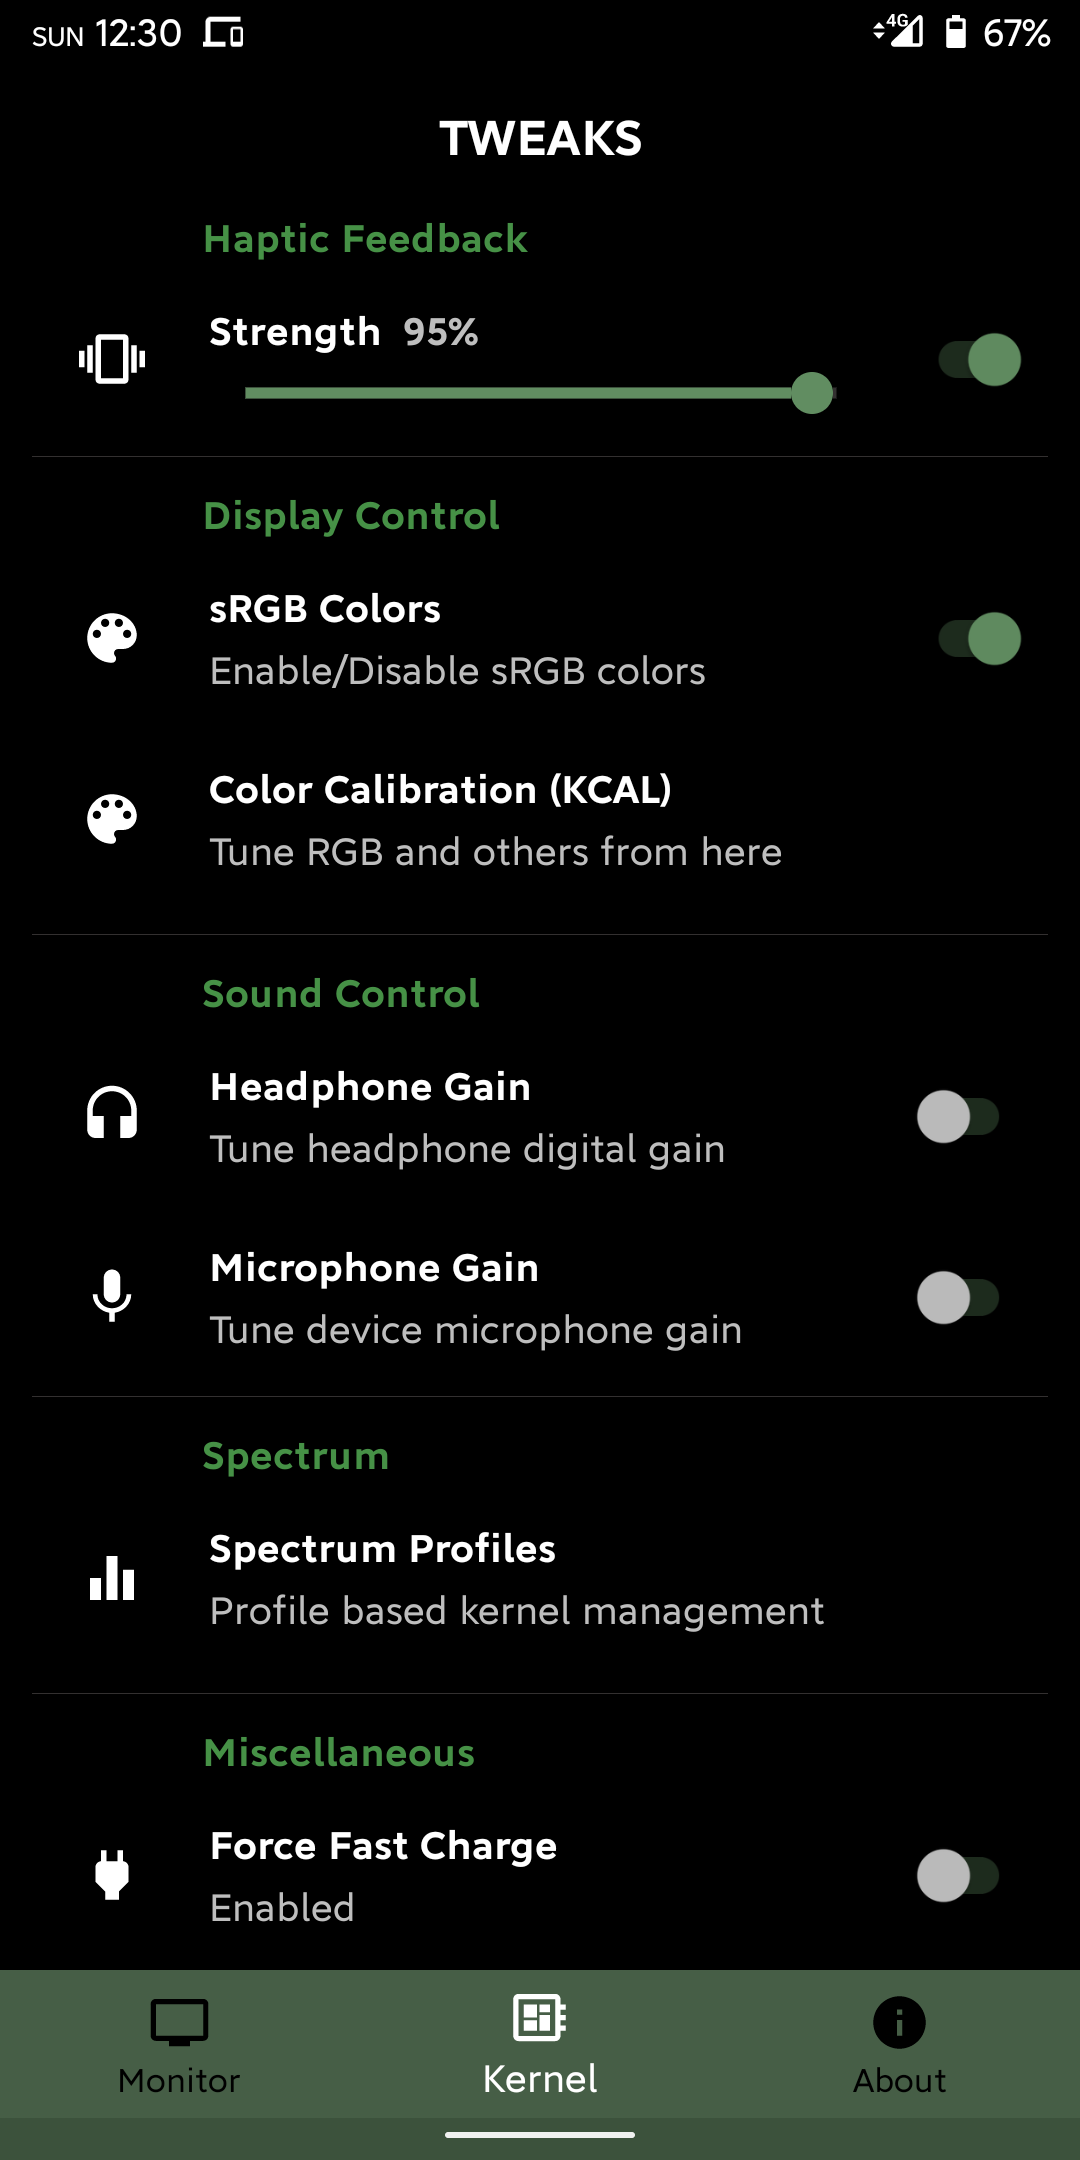 SUN 12:30 4G 67%
TWEAKS
Haptic Feedback
Strength 95%
Display Control
sRGB Colors
Enable/Disable sRGB colors
Color Calibration (KCAL)
Tune RGB and others from here
Sound Control
Headphone Gain
Tune headphone digital gain
Microphone Gain
Tune device microphone gain
Spectrum
Spectrum Profiles
Profile based kernel management
Miscellaneous
Force Fast Charge
Enabled
Monitor Kernel About